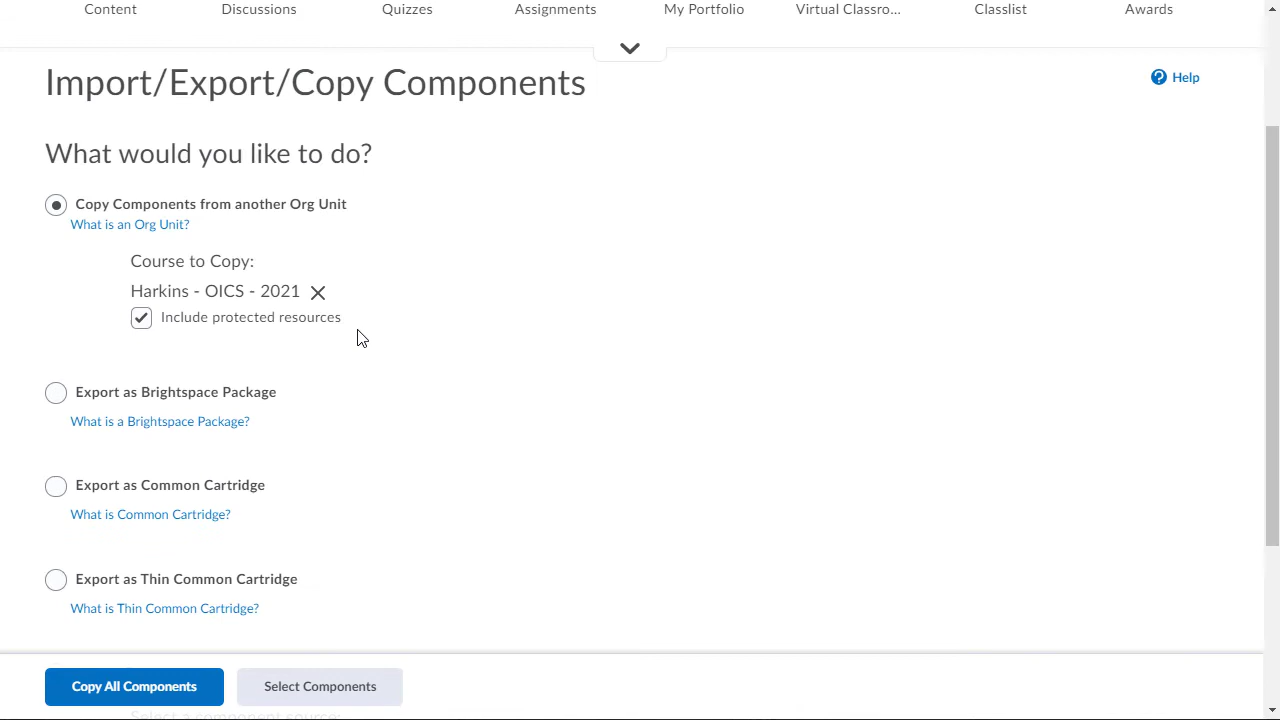 Content Discussions Quizzes Assignments My Portfolio Virtual Classro... Classlist Awards
Import/Export/Copy Components
Help
What would you like to do?
Copy Components from another Org Unit
What is an Org Unit?
Course to Copy:
Harkins - OICS - 2021
Include protected resources
Export as Brightspace Package
What is a Brightspace Package?
Export as Common Cartridge
What is Common Cartridge?
Export as Thin Common Cartridge
What is Thin Common Cartridge?
Copy All Components Select Components
Select a component source: